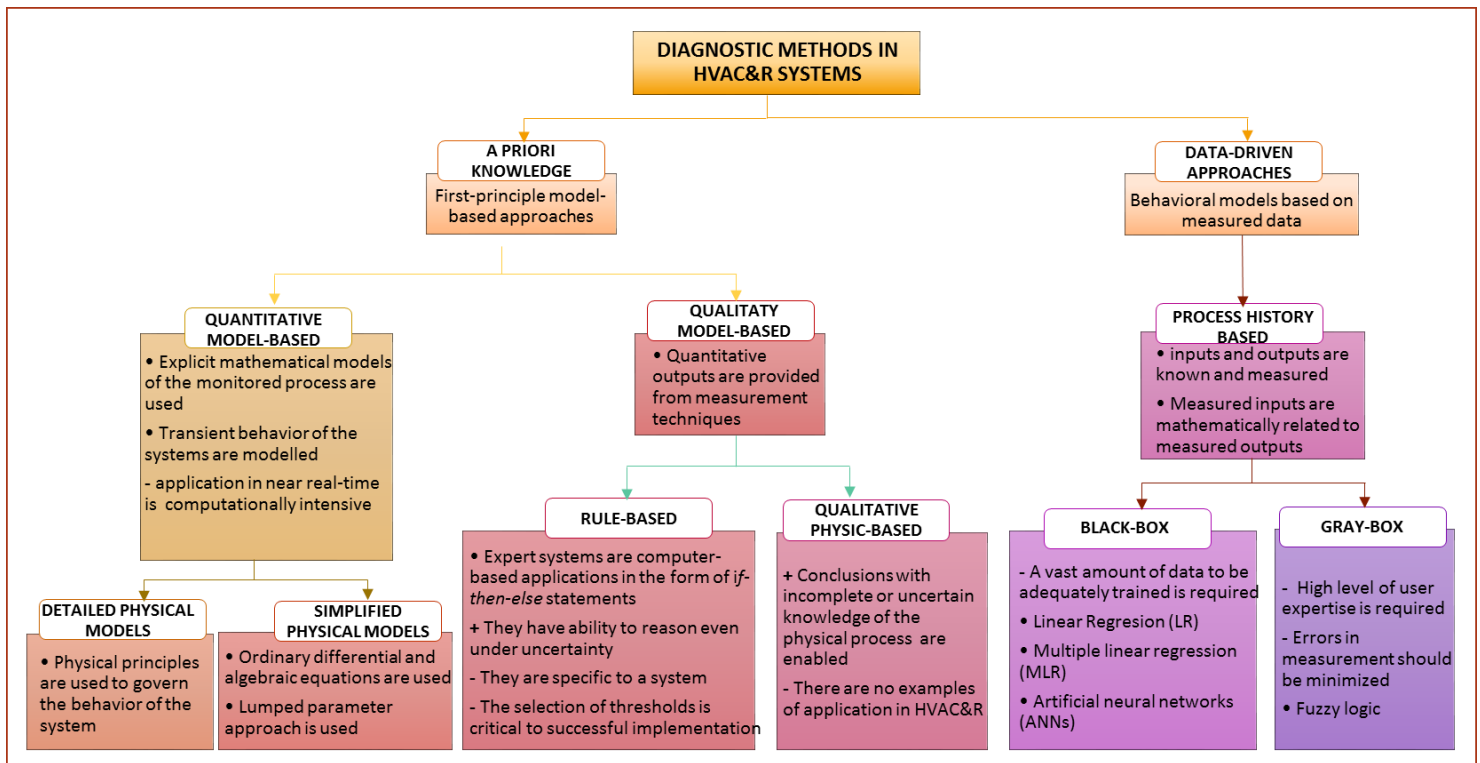 DIAGNOSTIC METHODS IN
HVAC&R SYSTEMS
A PRIORI
KNOWLEDGE
First-principle model-
based approaches
DATA-DRIVEN
APPROACHES
Behavioral models based on
measured data
QUANTITATIVE
MODEL-BASED
• Explicit mathematical models
of the monitored process are
used
• Transient behavior of the
systems are modelled
- application in near real-time
is computationally intensive
QUALITATY
MODEL-BASED
• Quantitative
outputs are provided
from measurement
techniques
PROCESS HISTORY
BASED
• inputs and outputs are
known and measured
• Measured inputs are
mathematically related to
measured outputs
DETAILED PHYSICAL
MODELS
• Physical principles
are used to govern
the behavior of the
system
SIMPLIFIED
PHYSICAL MODELS
• Ordinary differential and
algebraic equations are used
• Lumped parameter
approach is used
RULE-BASED
• Expert systems are computer-
based applications in the form of if-
then-else statements
+ They have ability to reason even
under uncertainty
- They are specific to a system
- The selection of thresholds is
critical to successful implementation
QUALITATIVE
PHYSIC-BASED
+ Conclusions with
incomplete or uncertain
knowledge of the
physical process are
enabled
- There are no examples
of application in HVAC&R
BLACK-BOX
- A vast amount of data to be
adequately trained is required
• Linear Regresion (LR)
• Multiple linear regression
(MLR)
• Artificial neural networks
(ANNs)
GRAY-BOX
- High level of user
expertise is required
- Errors in
measurement should
be minimized
• Fuzzy logic